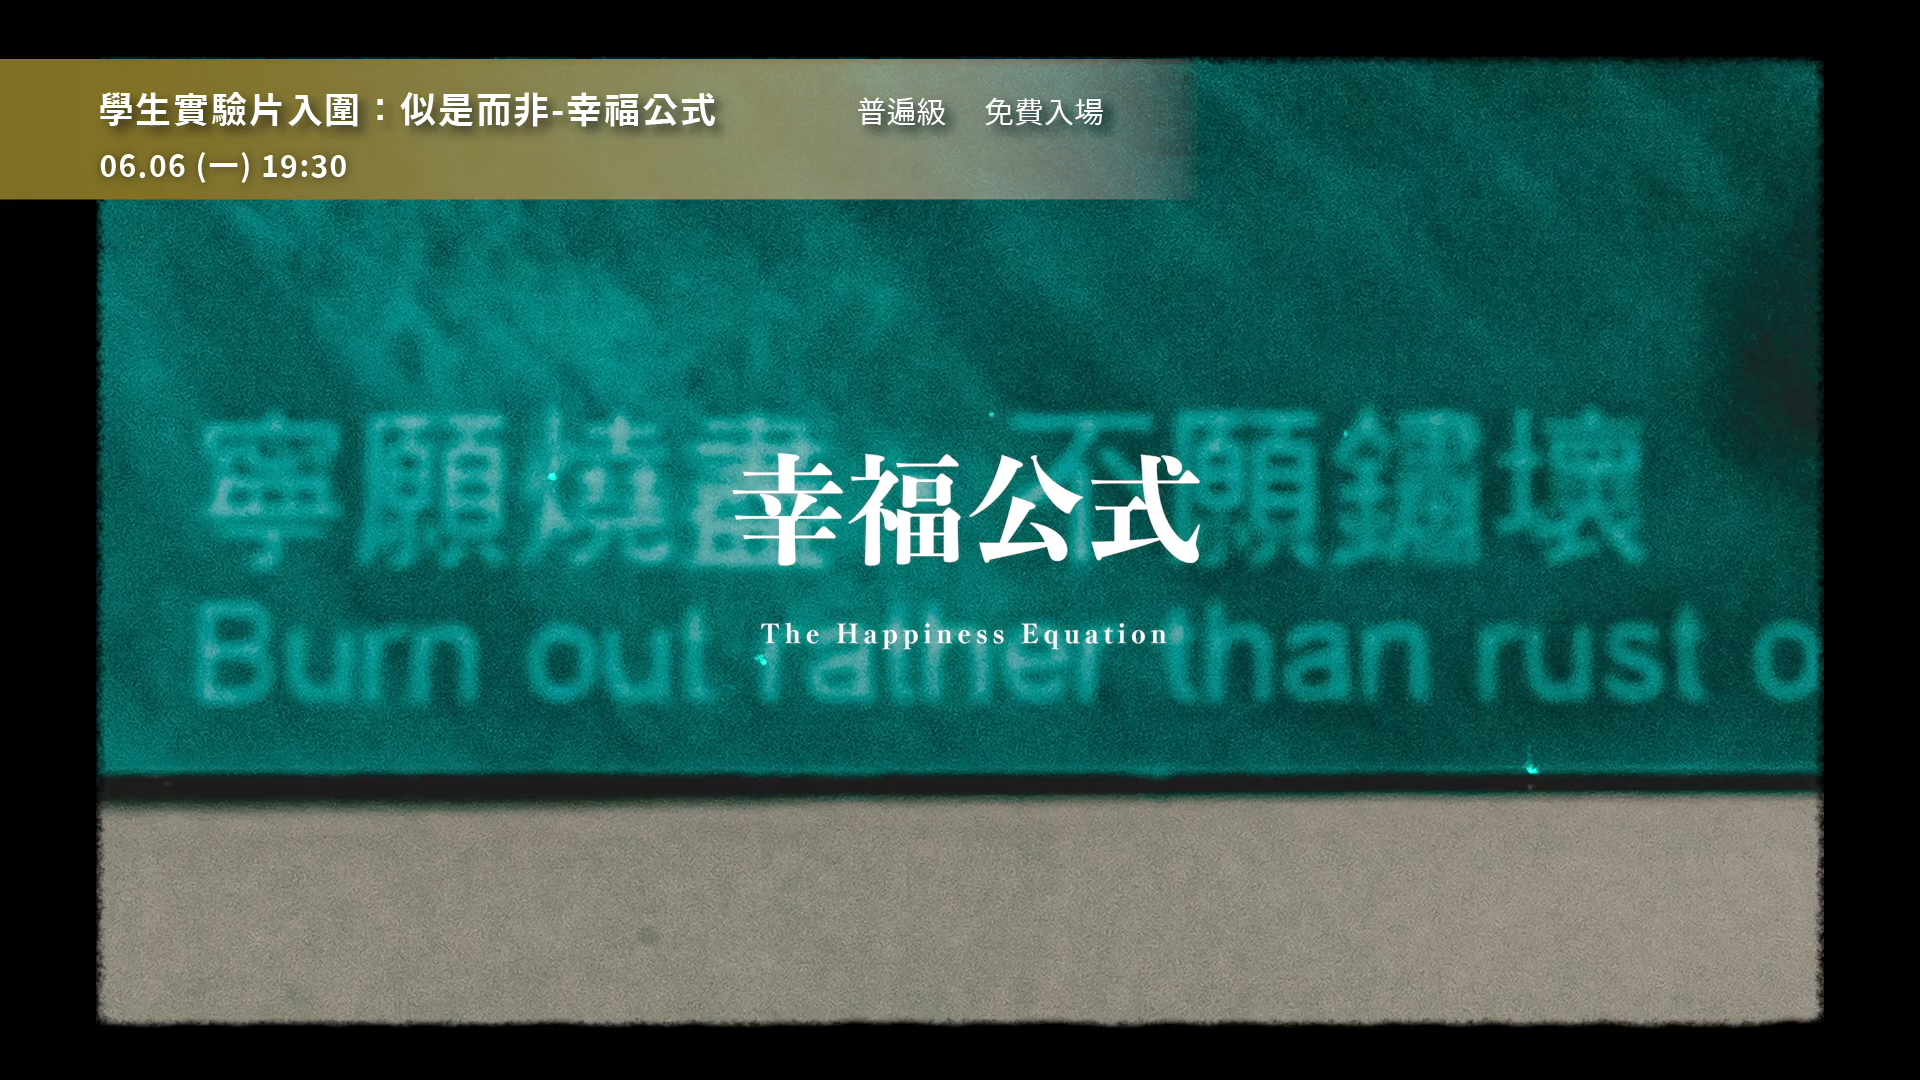 學生實驗片入圍：似是而非-幸福公式 普遍級 免費入場
06.06 (一) 19:30
寧願燒盡 不願鏽壞
幸福公式
The Happiness Equation
Burn out rather than rust o